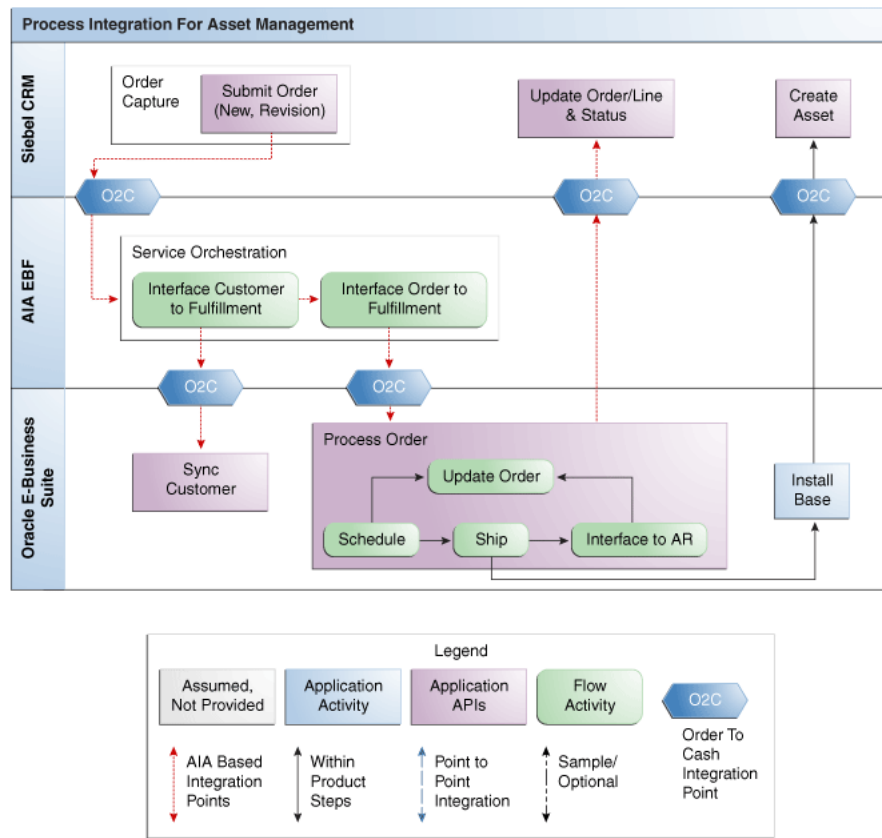 Process Integration For Asset Management
Siebel CRM
Order
Capture
Submit Order
(New, Revision)
Update Order/Line
& Status
Create
Asset
O2C
O2C
O2C
AIA EBF
Service Orchestration
Interface Customer
to Fulfillment
Interface Order to
Fulfillment
O2C
O2C
Oracle E-Business
Suite
Sync
Customer
Process Order
Update Order
Schedule
Ship
Interface to AR
Install
Base
Legend
Assumed,
Not Provided
Application
Activity
Application
APIs
Flow
Activity
O2C
AIA Based
Integration
Points
Within
Product
Steps
Point to
Point
Integration
Sample/
Optional
Order To
Cash
Integration
Point